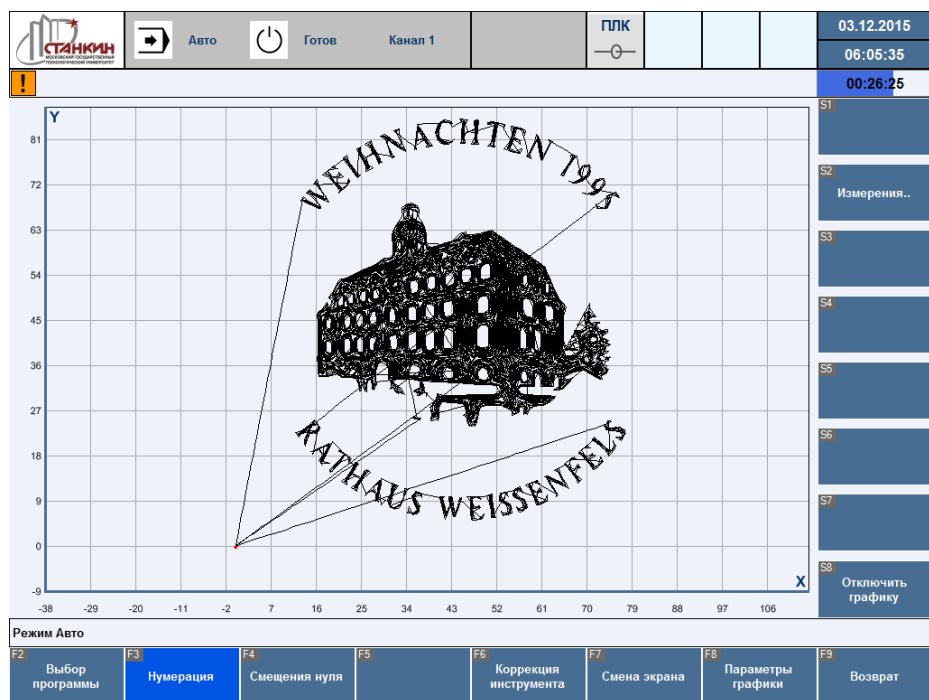 СТАНКИН
МОСКОВСКИЙ ГОСУДАРСТВЕННЫЙ
ТЕХНОЛОГИЧЕСКИЙ УНИВЕРСИТЕТ
Авто
Готов
Канал 1
ПЛК
03.12.2015
06:05:35
!
00:26:25
S1
S2
Измерения..
S3
S4
S5
S6
S7
S8
Отключить
графику
Y
81
72
63
54
45
36
27
18
9
0
-9
WEIHNACHTEN 1995
RATHAUS WEISSENFELS
X
-38 -29 -20 -11 -2 7 16 25 34 43 52 61 70 79 88 97 106
Режим Авто
F2
Выбор
программы
F3
Нумерация
F4
Смещения нуля
F5
F6
Коррекция
инструмента
F7
Смена экрана
F8
Параметры
графики
F9
Возврат